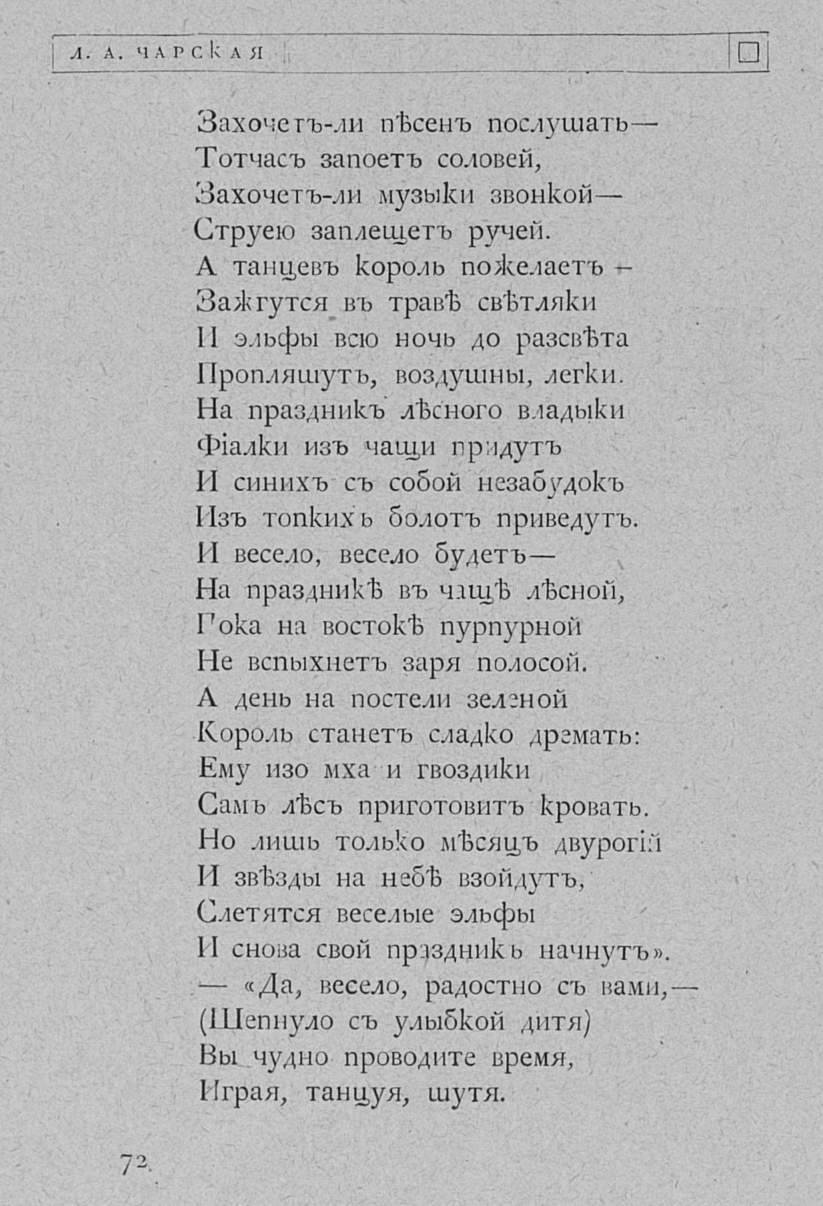 Л. А. ЧАРСКАЯ
Захочетъ-ли пѣсенъ послушать—
Тотчасъ запоетъ соловей,
Захочетъ-ли музыки звонкой—
Струею заплещетъ ручей.
А танцевъ король пожелаетъ –
Зажгутся въ травѣ свѣтляки
И эльфы всю ночь до разсвѣта
Пропляшутъ, воздушны, легки.
На праздникъ лѣсного владыки
Фіалки изъ чащи придутъ
И синихъ съ собой незабудокъ
Изъ топкихъ болотъ приведутъ.
И весело, весело будетъ—
На праздникѣ въ чащѣ лѣсной,
Пока на востокѣ пурпурной
Не вспыхнетъ заря полосой.
А день на постели зеленой
Король станетъ сладко дремать:
Ему изо мха и гвоздики
Самъ лѣсъ приготовитъ кровать.
Но лишь только мѣсяцъ двурогій
И звѣзды на небѣ взойдутъ,
Слетятся веселые эльфы
И снова свой праздникъ начнутъ».
— «Да, весело, радостно съ вами,—
(Шепнуло съ улыбкой дитя)
Вы чудно проводите время,
Играя, танцуя, шутя.
72